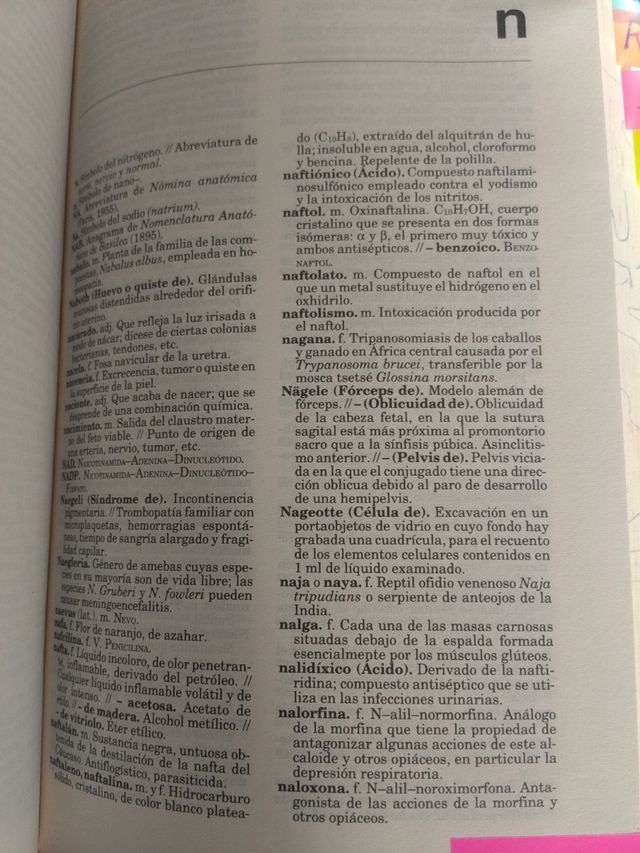 n
N. Símbolo del nitrógeno. // Abreviatura de
nervio y normal.
n. Símbolo de nano–.
NA. Abreviatura de Nómina anatómica
París, 1955).
Na. Símbolo del sodio (natrium).
NAB. Anagrama de Nomenclatura Anató-
mica de Basilea (1895).
nabalo. m. Planta de la familia de las com-
puestas, Nabalus albus, empleada en ho-
meopatía.
Naboth (Huevo o quiste de). Glándulas
mucosas distendidas alrededor del orifi-
cio uterino.
nacarado. adj. Que refleja la luz irisada a
modo de nácar; dícese de ciertas colonias
bacterianas, tendones, etc.
nacela. f. Fosa navicular de la uretra.
nacencia. f. Excrecencia, tumor o quiste en
la superficie de la piel.
naciente. adj. Que acaba de nacer; que se
desprende de una combinación química.
nacimiento. m. Salida del claustro mater-
no del feto viable. // Punto de origen de
una arteria, nervio, tumor, etc.
NAD. Nicotinamida–Adenina–Dinucleótido.
NADP. Nicotinamida–Adenina–Dinucleótido–
Fosfato.
Naegeli (Síndrome de). Incontinencia
pigmentaria. // Trombopatía familiar con
microplaquetas, hemorragias espontá-
neas, tiempo de sangría alargado y fragi-
lidad capilar.
Naegleria. Género de amebas cuyas espe-
cies en su mayoría son de vida libre; las
especies N. Gruberi y N. fowleri pueden
causar meningoencefalitis.
naevus (lat.). m. Nevo.
nafa. f. Flor de naranjo, de azahar.
nafcilina. f. V. Penicilina.
nafta. f. Líquido incoloro, de olor penetran-
te, inflamable, derivado del petróleo. //
Cualquier líquido inflamable volátil y de
olor intenso. // – acetosa. Acetato de
etilo. // – de madera. Alcohol metílico. //
– de vitriolo. Éter etílico.
naftalán. m. Sustancia negra, untuosa ob-
tenida de la destilación de la nafta del
Cáucaso. Antiflogístico, parasiticida.
naftaleno, naftalina. m. y f. Hidrocarburo
sólido, cristalino, de color blanco platea-
do (C10H8), extraído del alquitrán de hu-
lla; insoluble en agua, alcohol, cloroformo
y bencina. Repelente de la polilla.
naftiónico (Ácido). Compuesto naftilami-
nosulfónico empleado contra el yodismo
y la intoxicación de los nitritos.
naftol. m. Oxinaftalina. C10H7OH, cuerpo
cristalino que se presenta en dos formas
isómeras: α y β, el primero muy tóxico y
ambos antisépticos. // – benzoico. Benzo-
naftol.
naftolato. m. Compuesto de naftol en el
que un metal sustituye el hidrógeno en el
oxhidrilo.
naftolismo. m. Intoxicación producida por
el naftol.
nagana. f. Tripanosomiasis de los caballos
y ganado en África central causada por el
Trypanosoma brucei, transferible por la
mosca tsetsé Glossina morsitans.
Nägele (Fórceps de). Modelo alemán de
fórceps. // – (Oblicuidad de). Oblicuidad
de la cabeza fetal, en la que la sutura
sagital está más próxima al promontorio
sacro que a la sínfisis púbica. Asinclitis-
mo anterior. // – (Pelvis de). Pelvis vicia-
da en la que el conjugado tiene una direc-
ción oblicua debido al paro de desarrollo
de una hemipelvis.
Nageotte (Célula de). Excavación en un
portaobjetos de vidrio en cuyo fondo hay
grabada una cuadrícula, para el recuento
de los elementos celulares contenidos en
1 ml de líquido examinado.
naja o naya. f. Reptil ofidio venenoso Naja
tripudians o serpiente de anteojos de la
India.
nalga. f. Cada una de las masas carnosas
situadas debajo de la espalda formada
esencialmente por los músculos glúteos.
nalidíxico (Ácido). Derivado de la nafti-
ridina; compuesto antiséptico que se uti-
liza en las infecciones urinarias.
nalorfina. f. N–alil–normorfina. Análogo
de la morfina que tiene la propiedad de
antagonizar algunas acciones de este al-
caloide y otros opiáceos, en particular la
depresión respiratoria.
naloxona. f. N–alil–noroximorfona. Anta-
gonista de las acciones de la morfina y
otros opiáceos.